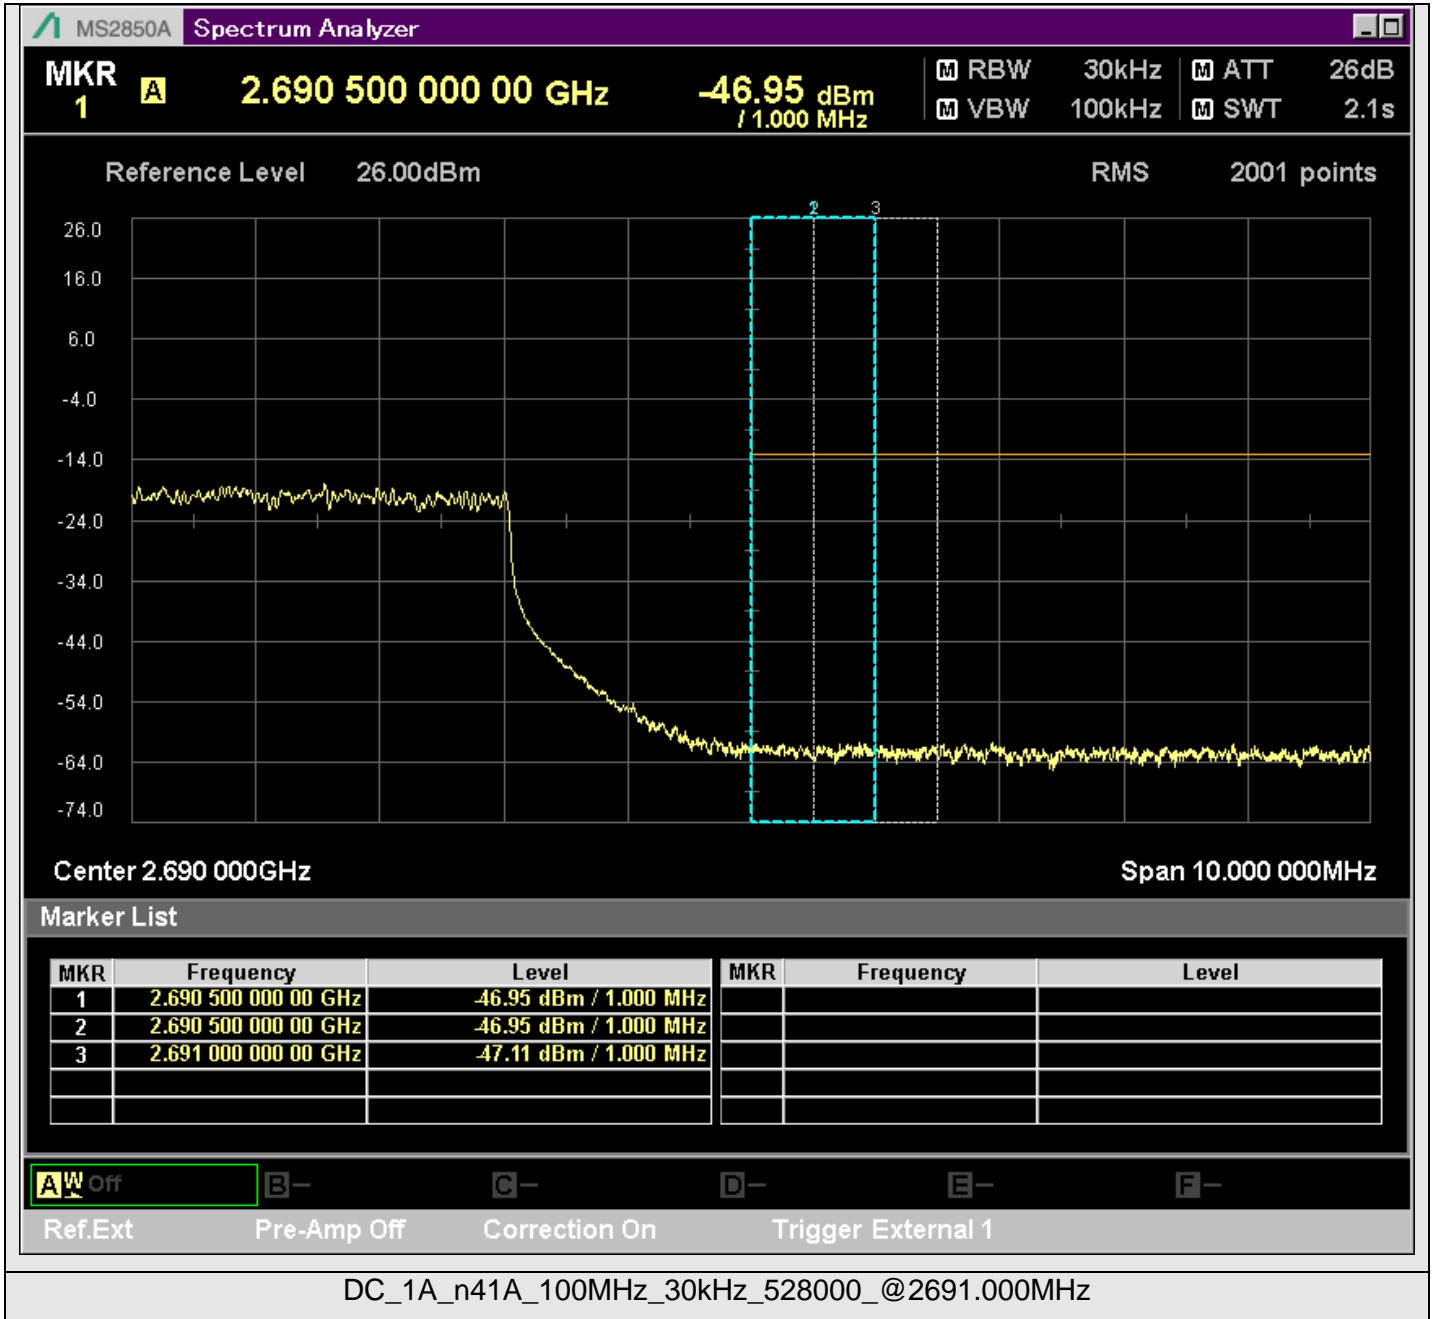 MS2850A Spectrum Analyzer
MKR 1 A 2.690 500 000 00 GHz -46.95 dBm / 1.000 MHz
M RBW 30kHz M ATT 26dB
M VBW 100kHz M SWT 2.1s
Reference Level 26.00dBm RMS 2001 points
2 3
26.0
16.0
6.0
-4.0
-14.0
-24.0
-34.0
-44.0
-54.0
-64.0
-74.0
Center 2.690 000GHz Span 10.000 000MHz
Marker List
MKR Frequency Level MKR Frequency Level
1 2.690 500 000 00 GHz -46.95 dBm / 1.000 MHz
2 2.690 500 000 00 GHz -46.95 dBm / 1.000 MHz
3 2.691 000 000 00 GHz -47.11 dBm / 1.000 MHz
A W Off B – C – D – E – F –
Ref.Ext Pre-Amp Off Correction On Trigger External 1
DC_1A_n41A_100MHz_30kHz_528000_@2691.000MHz